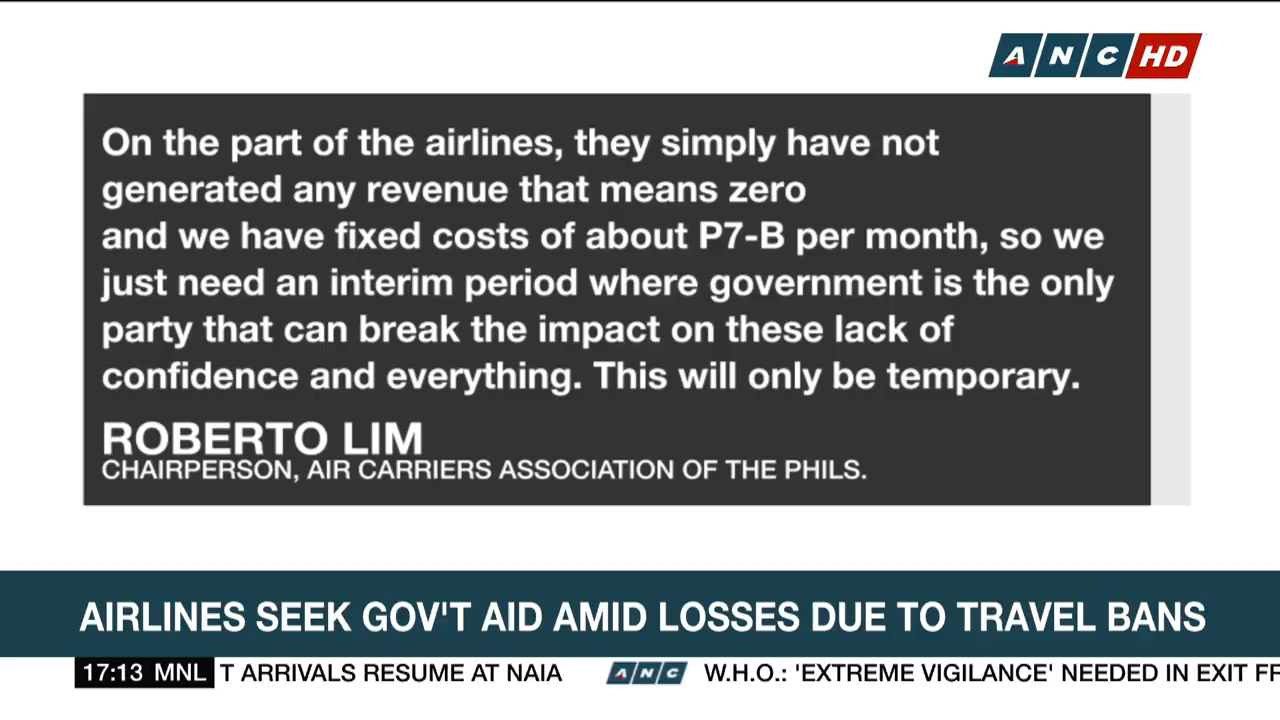 ANC HD
On the part of the airlines, they simply have not
generated any revenue that means zero
and we have fixed costs of about P7-B per month, so we
just need an interim period where government is the only
party that can break the impact on these lack of
confidence and everything. This will only be temporary.
ROBERTO LIM
CHAIRPERSON, AIR CARRIERS ASSOCIATION OF THE PHILS.
AIRLINES SEEK GOV'T AID AMID LOSSES DUE TO TRAVEL BANS
17:13 MNL T ARRIVALS RESUME AT NAIA ANC W.H.O.: 'EXTREME VIGILANCE' NEEDED IN EXIT FR